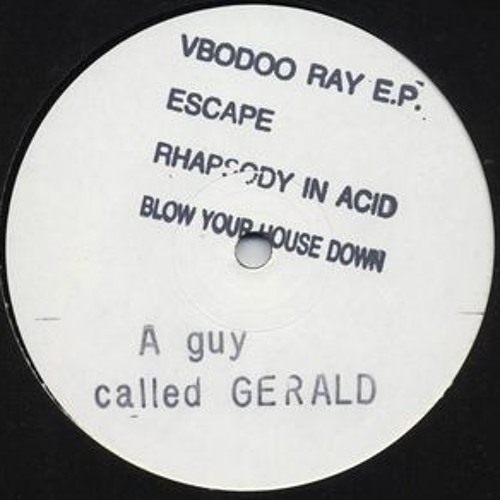 VBODOO RAY E.P.
ESCAPE
RHAPSODY IN ACID
BLOW YOUR HOUSE DOWN
A guy
called GERALD